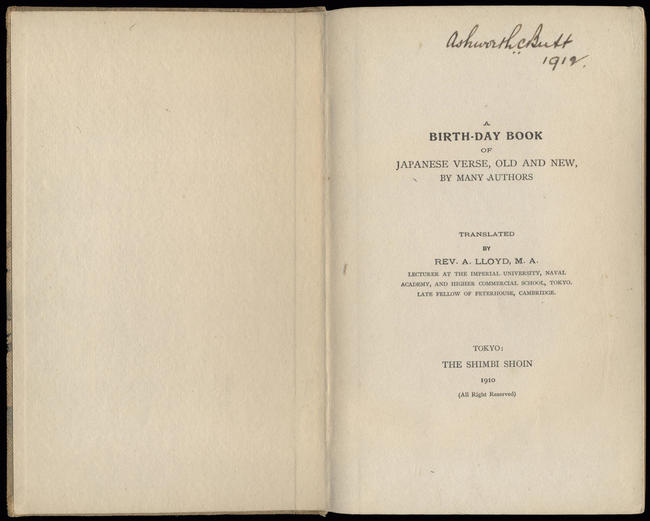 Ashworth C Butt
1912.
A
BIRTH-DAY BOOK
OF
JAPANESE VERSE, OLD AND NEW,
BY MANY AUTHORS
TRANSLATED
BY
REV. A. LLOYD, M. A.
LECTURER AT THE IMPERIAL UNIVERSITY, NAVAL
ACADEMY, AND HIGHER COMMERCIAL SCHOOL, TOKYO.
LATE FELLOW OF PETERHOUSE, CAMBRIDGE.
TOKYO:
THE SHIMBI SHOIN
1910
(All Right Reserved)